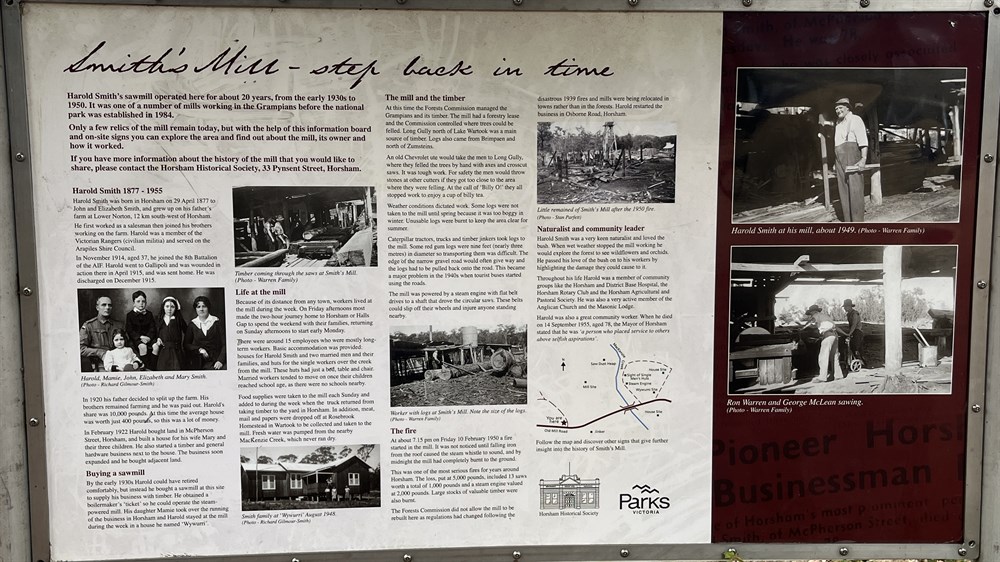 Smith's Mill - step back in time
Harold Smith's sawmill operated here for about 20 years, from the early 1930s to
1950. It was one of a number of mills working in the Grampians before the national
park was established in 1984.
Only a few relics of the mill remain today, but with the help of this information board
and on-site signs you can explore the area and find out about the mill, its owner and
how it worked.
If you have more information about the history of the mill that you would like to
share, please contact the Horsham Historical Society, 33 Pynsent Street, Horsham.
Harold Smith 1877 - 1955
Harold Smith was born in Horsham on 29 April 1877 to
John and Elizabeth Smith, and grew up on his father's
farm at Lower Norton, 12 km south-west of Horsham.
He first worked as a salesman then joined his brothers
working on the farm. Harold was a member of the
Victorian Rangers (civilian militia) and served on the
Arapiles Shire Council.
In November 1914, aged 37, he joined the 8th Battalion
of the AIF. Harold went to Gallipoli and was wounded in
action there in April 1915, and was sent home. He was
discharged on December 1915.
Harold, Mamie, John, Elizabeth and Mary Smith.
(Photo - Richard Gilmour-Smith)
In 1920 his father decided to split up the farm. His
brothers remained farming and he was paid out. Harold's
share was 10,000 pounds. At this time the average house
was worth just 400 pounds, so this was a lot of money.
In February 1922 Harold bought land in McPherson
Street, Horsham, and built a house for his wife Mary and
their three children. He also started a timber and general
hardware business next to the house. The business soon
expanded and he bought adjacent land.
Buying a sawmill
By the early 1930s Harold could have retired
comfortably, but instead he bought a sawmill at this site
to supply his business with timber. He obtained a
boilermaker's 'ticket' so he could operate the steam-
powered mill. His daughter Mamie took over the running
of the business in Horsham and Harold stayed at the mill
during the week in a house he named 'Wywurri'.
Timber coming through the saws at Smith's Mill.
(Photo - Warren Family)
Life at the mill
Because of its distance from any town, workers lived at
the mill during the week. On Friday afternoons most
made the two-hour journey home to Horsham or Halls
Gap to spend the weekend with their families, returning
on Sunday afternoons to start early Monday.
There were around 15 employees who were mostly long-
term workers. Basic accommodation was provided:
houses for Harold Smith and two married men and their
families, and huts for the single workers over the creek
from the mill. These huts had just a bed, table and chair.
Married workers tended to move on once their children
reached school age, as there were no schools nearby.
Food supplies were taken to the mill each Sunday and
added to during the week when the truck returned from
taking timber to the yard in Horsham. In addition, meat,
mail and papers were dropped off at Rosebrook
Homestead in Wartook to be collected and taken to the
mill. Fresh water was pumped from the nearby
MacKenzie Creek, which never ran dry.
Smith family at 'Wywurri' August 1948.
(Photo - Richard Gilmour-Smith)
The mill and the timber
At this time the Forests Commission managed the
Grampians and its timber. The mill had a forestry lease
and the Commission controlled where trees could be
felled. Long Gully north of Lake Wartook was a main
source of timber. Logs also came from Brimpaen and
north of Zumsteins.
An old Chevrolet ute would take the men to Long Gully,
where they felled the trees by hand with axes and crosscut
saws. It was tough work. For safety the men would throw
stones at other cutters if they got too close to the area
where they were felling. At the call of 'Billy O!' they all
stopped work to enjoy a cup of billy tea.
Weather conditions dictated work. Some logs were not
taken to the mill until spring because it was too boggy in
winter. Unusable logs were burnt to keep the area clear for
summer.
Caterpillar tractors, trucks and timber jinkers took logs to
the mill. Some red gum logs were nine feet (nearly three
metres) in diameter so transporting them was difficult. The
edge of the narrow gravel road would often give way and
the logs had to be pulled back onto the road. This became
a major problem in the 1940s when tourist buses started
using the roads.
The mill was powered by a steam engine with flat belt
drives to a shaft that drove the circular saws. These belts
could slip off their wheels and injure anyone standing
nearby.
Worker with logs at Smith's Mill. Note the size of the logs.
(Photo - Warren Family)
The fire
At about 7.15 pm on Friday 10 February 1950 a fire
started in the mill. It was not noticed until falling iron
from the roof caused the steam whistle to sound, and by
midnight the mill had completely burnt to the ground.
This was one of the most serious fires for years around
Horsham. The loss, put at 5,000 pounds, included 13 saws
worth a total of 1,000 pounds and a steam engine valued
at 2,000 pounds. Large stocks of valuable timber were
also burnt.
The Forests Commission did not allow the mill to be
rebuilt here as regulations had changed following the
disastrous 1939 fires and mills were being relocated in
towns rather than in the forests. Harold restarted the
business in Osborne Road, Horsham.
Little remained of Smith's Mill after the 1950 fire.
(Photo - Stan Parfett)
Naturalist and community leader
Harold Smith was a very keen naturalist and loved the
bush. When wet weather stopped the mill working he
would explore the forest to see wildflowers and orchids.
He passed his love of the bush on to his workers by
highlighting the damage they could cause to it.
Throughout his life Harold was a member of community
groups like the Horsham and District Base Hospital, the
Horsham Rotary Club and the Horsham Agricultural and
Pastoral Society. He was also a very active member of the
Anglican Church and the Masonic Lodge.
Harold was also a great community worker. When he died
on 14 September 1955, aged 78, the Mayor of Horsham
stated that he was 'a person who placed service to others
above selfish aspirations'.
Saw Dust Heap
House Site
Mill Site
Steam Engine
Wywurri Site
House Site
You are
here
Old Mill Road
Follow the map and discover other signs that give further
insight into the history of Smith's Mill.
Horsham Historical Society
Parks
VICTORIA
Harold Smith at his mill, about 1949. (Photo - Warren Family)
Ron Warren and George McLean sawing.
(Photo - Warren Family)
Pioneer Horsh
Businessman
of Horsham's most prominent
Smith, of McPherson Street, died